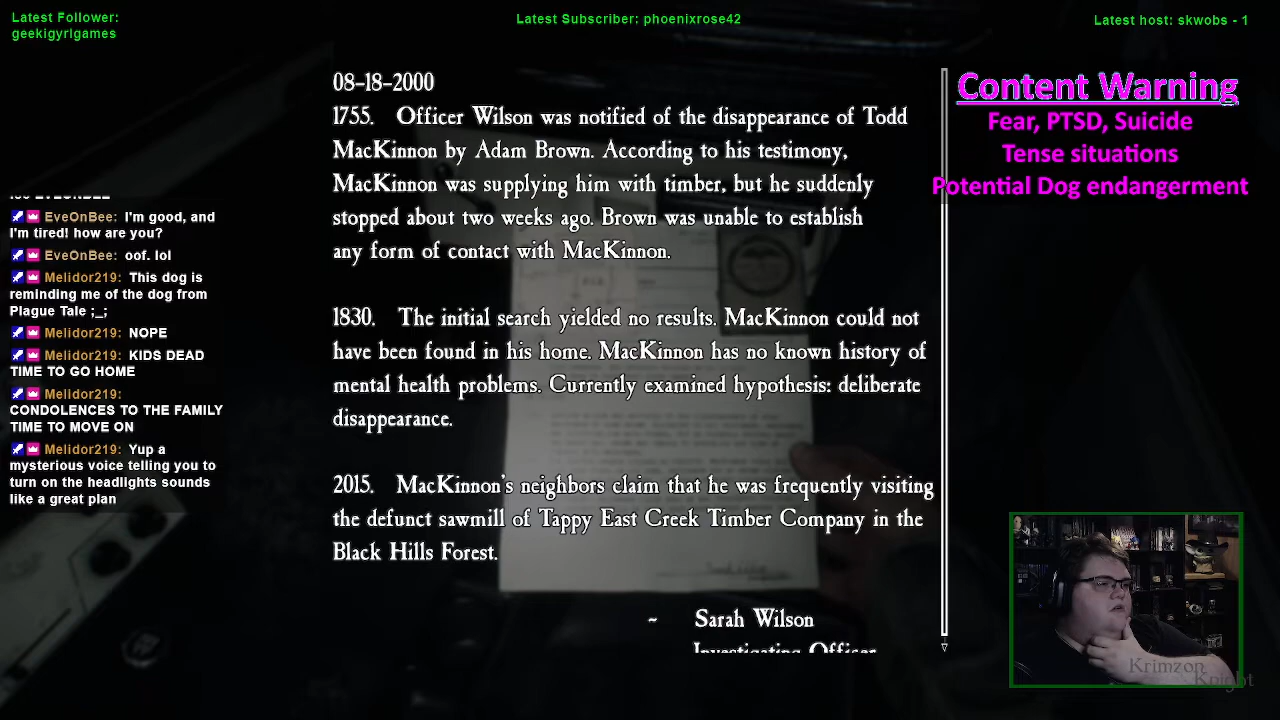 Latest Follower:
geekigyrlgames
Latest Subscriber: phoenixrose42
Latest host: skwobs - 1
Content Warning
Fear, PTSD, Suicide
Tense situations
Potential Dog endangerment
EveOnBee: I'm good, and
I'm tired! how are you?
EveOnBee: oof. lol
Melidor219: This dog is
reminding me of the dog from
Plague Tale ;_;
Melidor219: NOPE
Melidor219: KIDS DEAD
TIME TO GO HOME
Melidor219:
CONDOLENCES TO THE FAMILY
TIME TO MOVE ON
Melidor219: Yup a
mysterious voice telling you to
turn on the headlights sounds
like a great plan
08-18-2000
1755. Officer Wilson was notified of the disappearance of Todd
MacKinnon by Adam Brown. According to his testimony,
MacKinnon was supplying him with timber, but he suddenly
stopped about two weeks ago. Brown was unable to establish
any form of contact with MacKinnon.
1830. The initial search yielded no results. MacKinnon could not
have been found in his home. MacKinnon has no known history of
mental health problems. Currently examined hypothesis: deliberate
disappearance.
2015. MacKinnon's neighbors claim that he was frequently visiting
the defunct sawmill of Tappy East Creek Timber Company in the
Black Hills Forest.
~ Sarah Wilson
Investigating Officer
Krimzon
Knight